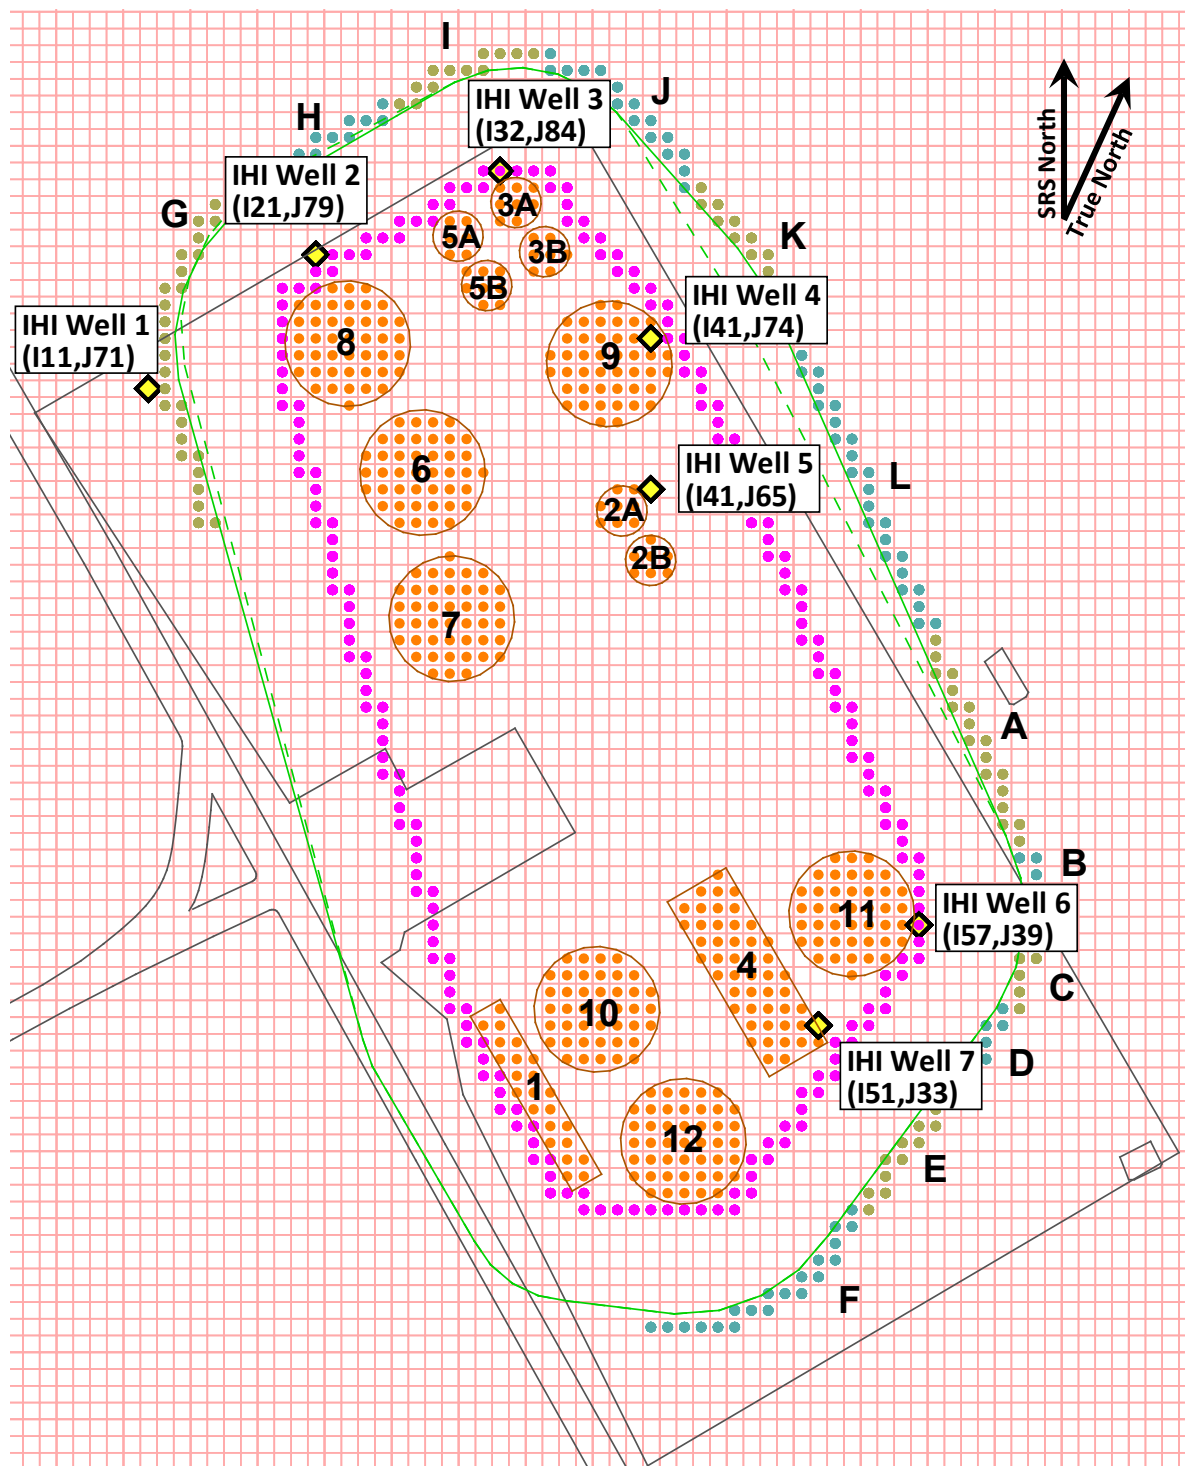 I
J
H
IHI Well 3
(I32,J84)
SRS North
True North
IHI Well 2
(I21,J79)
G
3A
5A
3B
K
5B
IHI Well 4
(I41,J74)
IHI Well 1
(I11,J71)
8
9
6
IHI Well 5
(I41,J65)
L
2A
2B
7
A
B
11
IHI Well 6
(I57,J39)
4
C
10
D
IHI Well 7
(I51,J33)
1
12
E
F